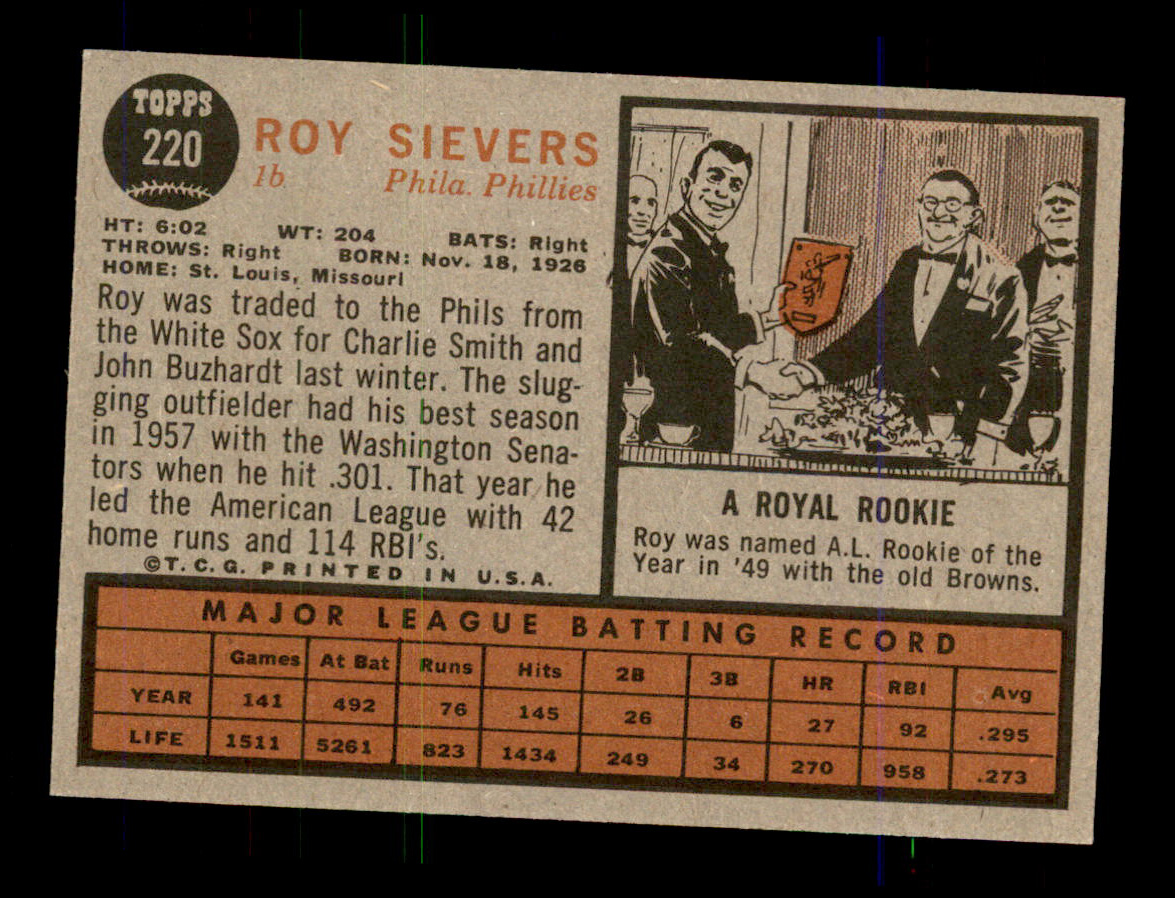 TOPPS
220
ROY SIEVERS
1b Phila. Phillies
HT: 6:02 WT: 204 BATS: Right
THROWS: Right BORN: Nov. 18, 1926
HOME: St. Louis, Missouri
Roy was traded to the Phils from
the White Sox for Charlie Smith and
John Buzhardt last winter. The slug-
ging outfielder had his best season
in 1957 with the Washington Sena-
tors when he hit .301. That year he
led the American League with 42
home runs and 114 RBI's.
©T.C.G. PRINTED IN U.S.A.
A ROYAL ROOKIE
Roy was named A.L. Rookie of the
Year in '49 with the old Browns.
MAJOR LEAGUE BATTING RECORD
Games At Bat Runs Hits 2B 3B HR RBI Avg
YEAR 141 492 76 145 26 6 27 92 .295
LIFE 1511 5261 823 1434 249 34 270 958 .273